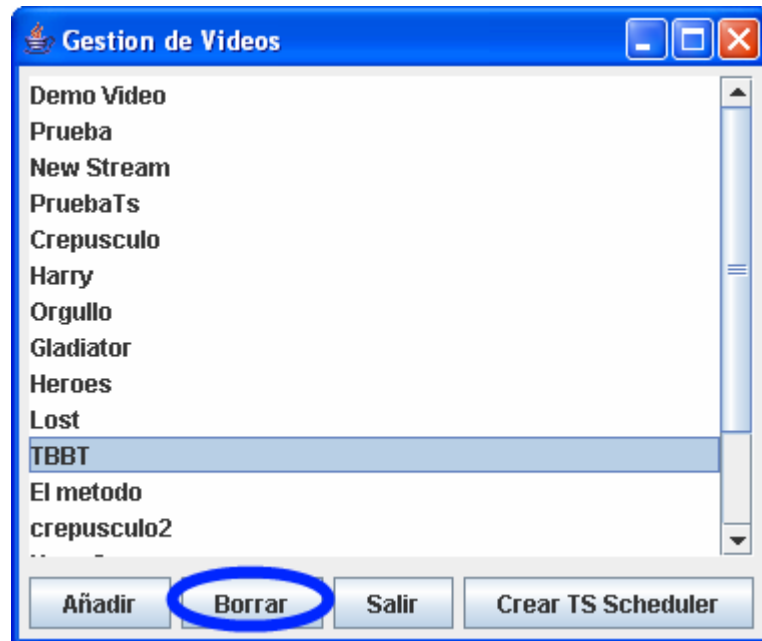 Gestion de Videos
Demo Video
Prueba
New Stream
PruebaTs
Crepusculo
Harry
Orgullo
Gladiator
Heroes
Lost
TBBT
El metodo
crepusculo2
Añadir Borrar Salir Crear TS Scheduler